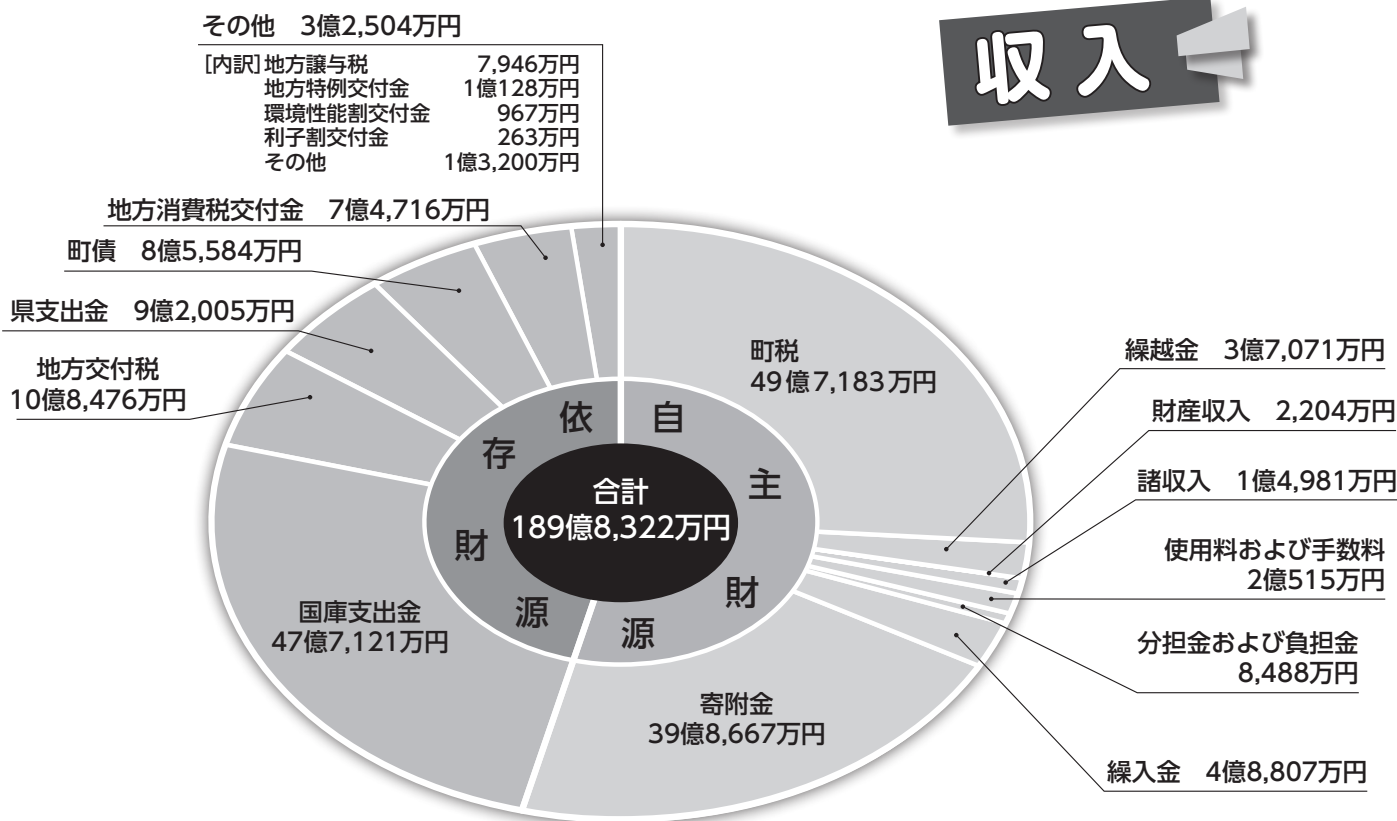 収入
その他 3億2,504万円
[内訳]地方譲与税 7,946万円
地方特例交付金 1億128万円
環境性能割交付金 967万円
利子割交付金 263万円
その他 1億3,200万円
地方消費税交付金 7億4,716万円
町債 8億5,584万円
県支出金 9億2,005万円
地方交付税
10億8,476万円
国庫支出金
47億7,121万円
依存財源
自主財源
合計
189億8,322万円
町税
49億7,183万円
繰越金 3億7,071万円
財産収入 2,204万円
諸収入 1億4,981万円
使用料および手数料
2億515万円
分担金および負担金
8,488万円
繰入金 4億8,807万円
寄附金
39億8,667万円